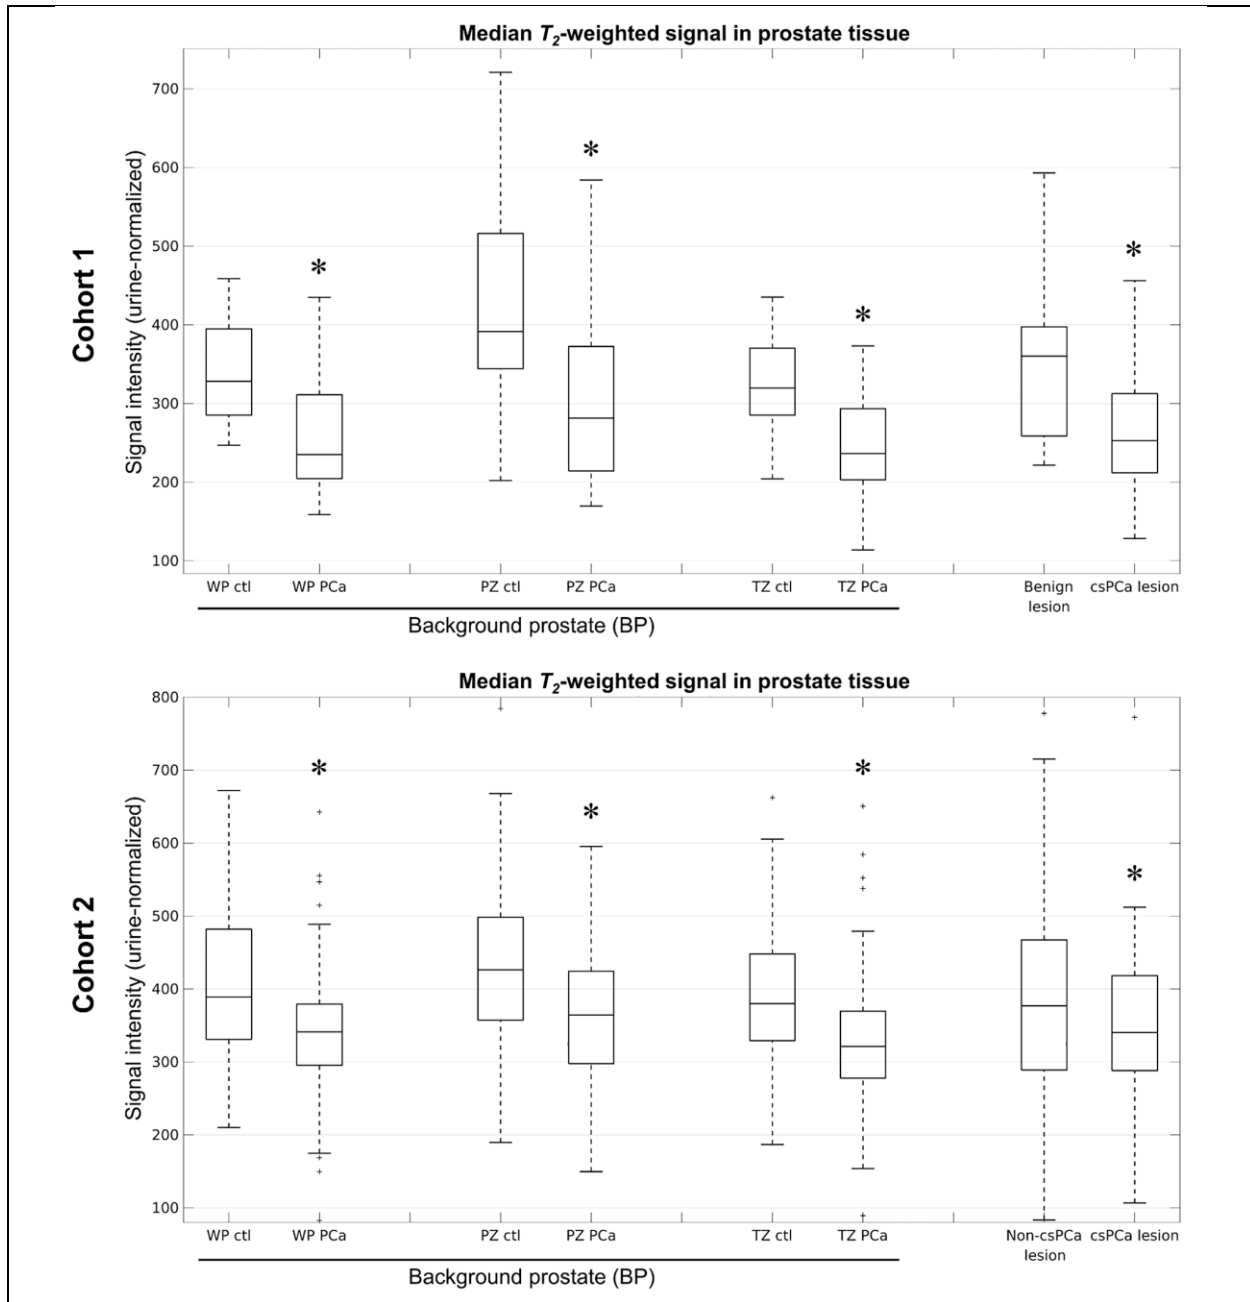 Median T2-weighted signal in prostate tissue
Cohort 1
Signal intensity (urine-normalized)
700
600
500
400
300
200
100
*
*
*
*
WP ctl WP PCa PZ ctl PZ PCa TZ ctl TZ PCa Benign lesion csPCa lesion
Background prostate (BP)
Median T2-weighted signal in prostate tissue
Cohort 2
Signal intensity (urine-normalized)
800
700
600
500
400
300
200
100
*
*
*
*
WP ctl WP PCa PZ ctl PZ PCa TZ ctl TZ PCa Non-csPCa lesion csPCa lesion
Background prostate (BP)